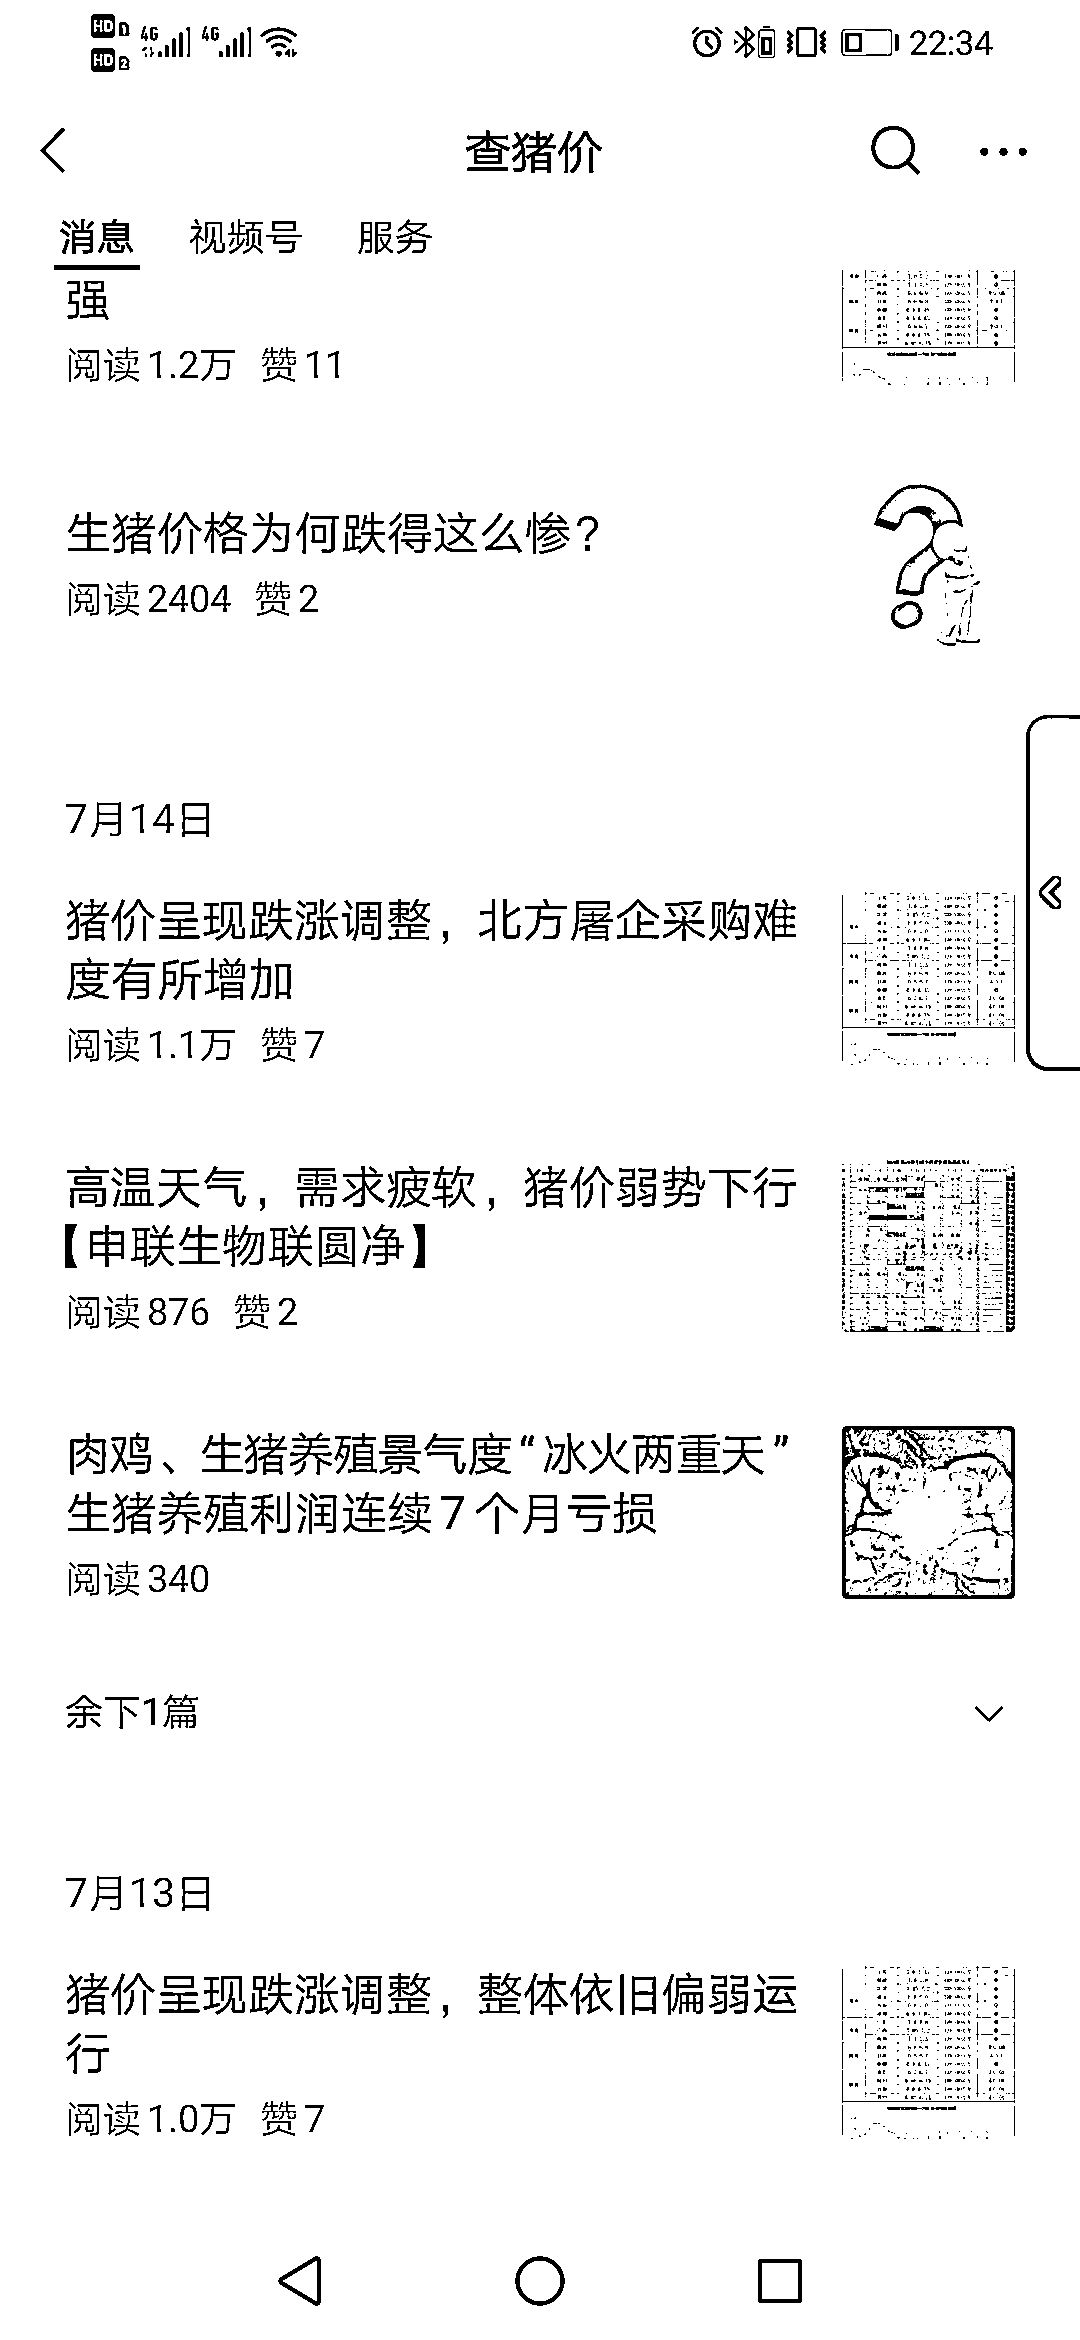 HD 1 4G 4G 22:34
HD 2
查猪价
消息 视频号 服务
强
阅读 1.2万 赞 11
生猪价格为何跌得这么惨?
阅读 2404 赞 2
7月14日
猪价呈现跌涨调整，北方屠企采购难
度有所增加
阅读 1.1万 赞 7
高温天气，需求疲软，猪价弱势下行
【申联生物联圆净】
阅读 876 赞 2
肉鸡、生猪养殖景气度“冰火两重天”
生猪养殖利润连续 7 个月亏损
阅读 340
余下1篇
7月13日
猪价呈现跌涨调整，整体依旧偏弱运
行
阅读 1.0万 赞 7